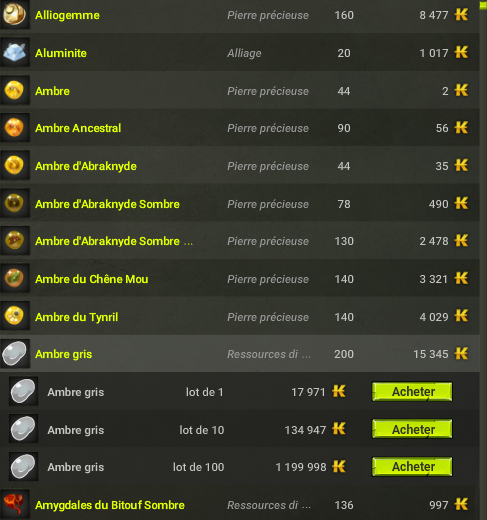 Alliogemme Pierre précieuse 160 8 477
Aluminite Alliage 20 1 017
Ambre Pierre précieuse 44 2
Ambre Ancestral Pierre précieuse 90 56
Ambre d'Abraknyde Pierre précieuse 44 35
Ambre d'Abraknyde Sombre Pierre précieuse 78 490
Ambre d'Abraknyde Sombre ... Pierre précieuse 130 2 478
Ambre du Chêne Mou Pierre précieuse 140 3 321
Ambre du Tynril Pierre précieuse 140 4 029
Ambre gris Ressources di ... 200 15 345
Ambre gris lot de 1 17 971 Acheter
Ambre gris lot de 10 134 947 Acheter
Ambre gris lot de 100 1 199 998 Acheter
Amygdales du Bitouf Sombre Ressources di ... 136 997